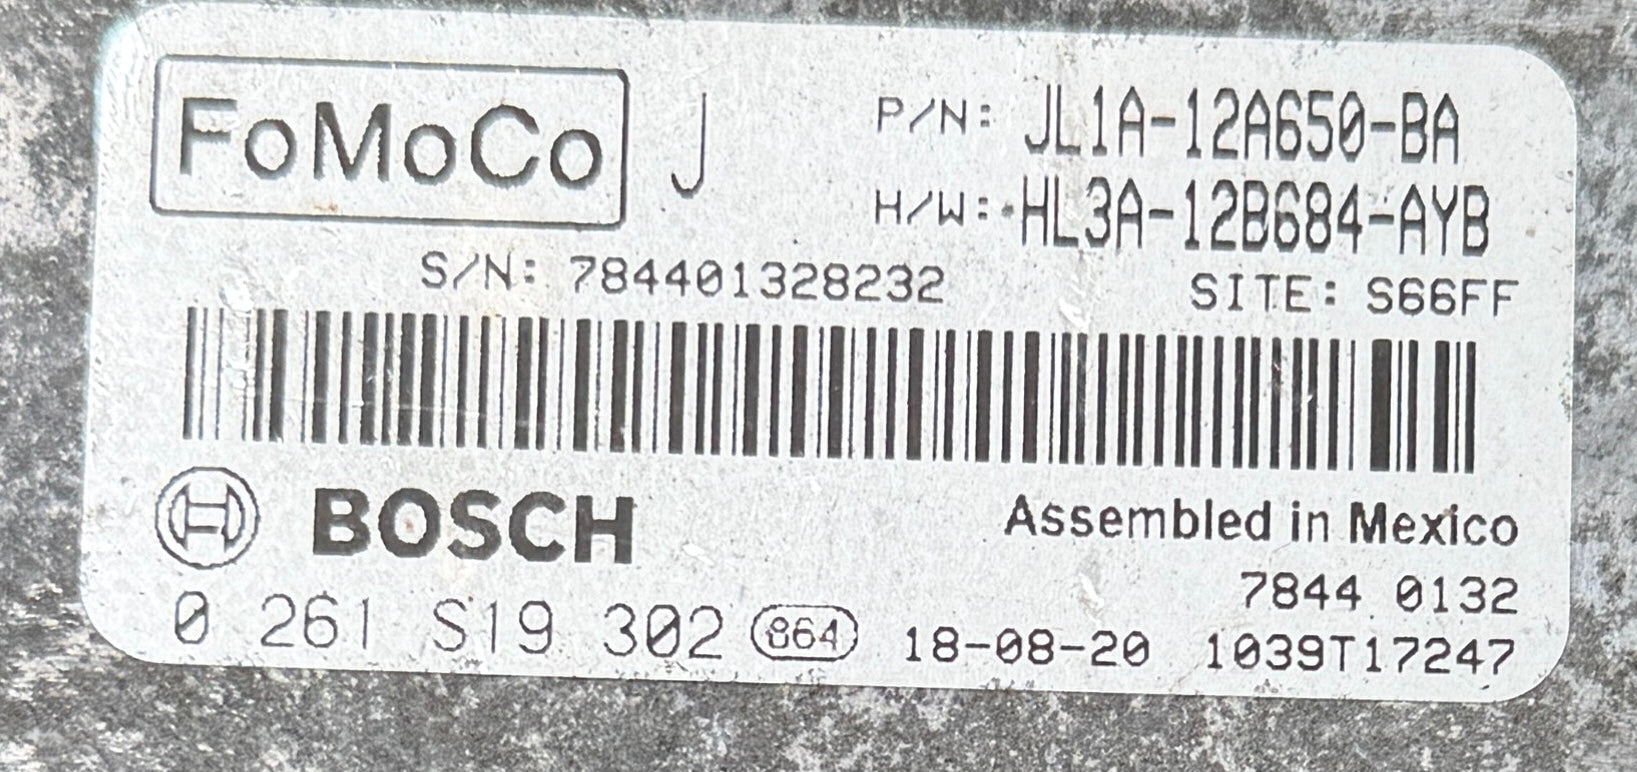 FoMoCo J P/N: JL1A-12A650-BA
H/W: HL3A-12B684-AYB
S/N: 784401328232 SITE: S66FF
BOSCH Assembled in Mexico
7844 0132
0 261 S19 302 864 18-08-20 1039T17247